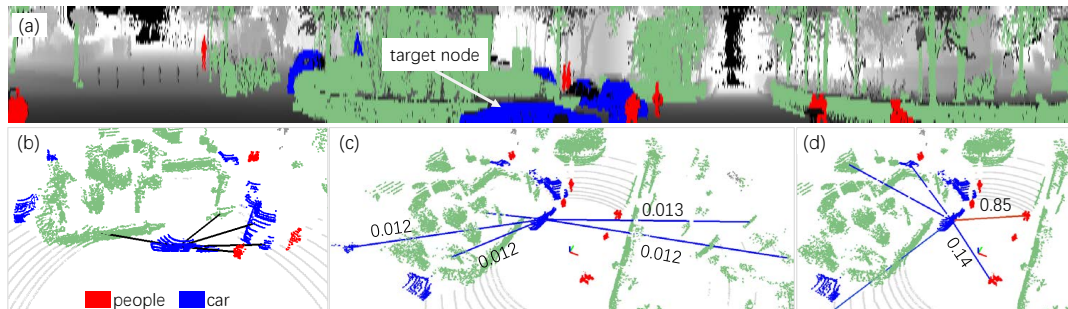 (a)
target node
(b)
people
car
(c)
0.012
0.012
0.013
0.012
(d)
0.85
0.14